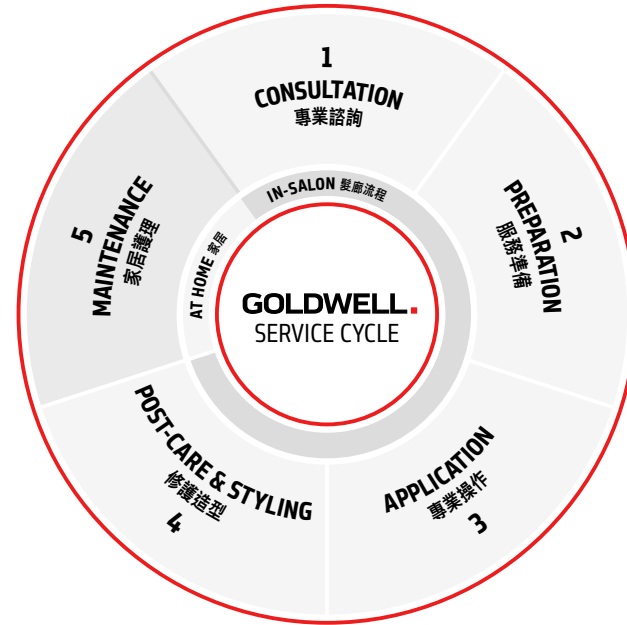 1
CONSULTATION
專業諮詢
2
PREPARATION
服務準備
APPLICATION
專業操作
3
POST-CARE & STYLING
修護造型
4
5
MAINTENANCE
家居護理
IN-SALON 髮廊流程
AT HOME 家居
GOLDWELL.
SERVICE CYCLE